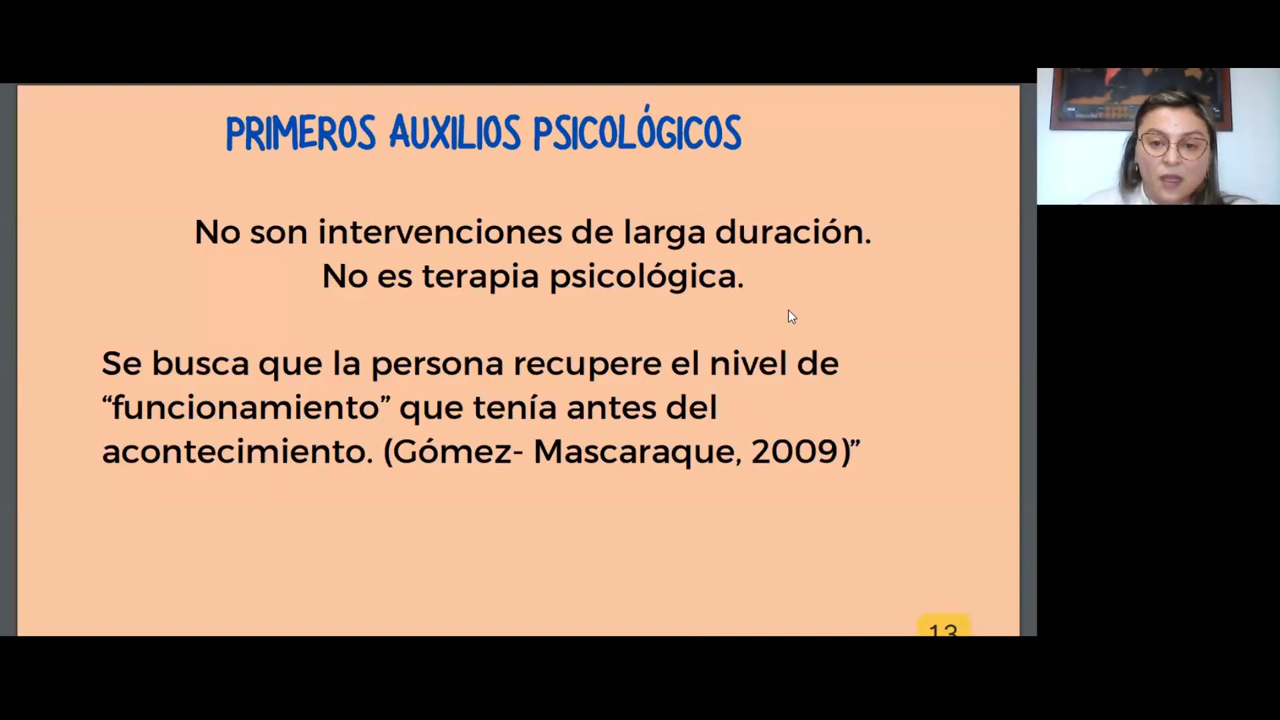 PRIMEROS AUXILIOS PSICOLÓGICOS
No son intervenciones de larga duración.
No es terapia psicológica.
Se busca que la persona recupere el nivel de
“funcionamiento” que tenía antes del
acontecimiento. (Gómez- Mascaraque, 2009)”
13